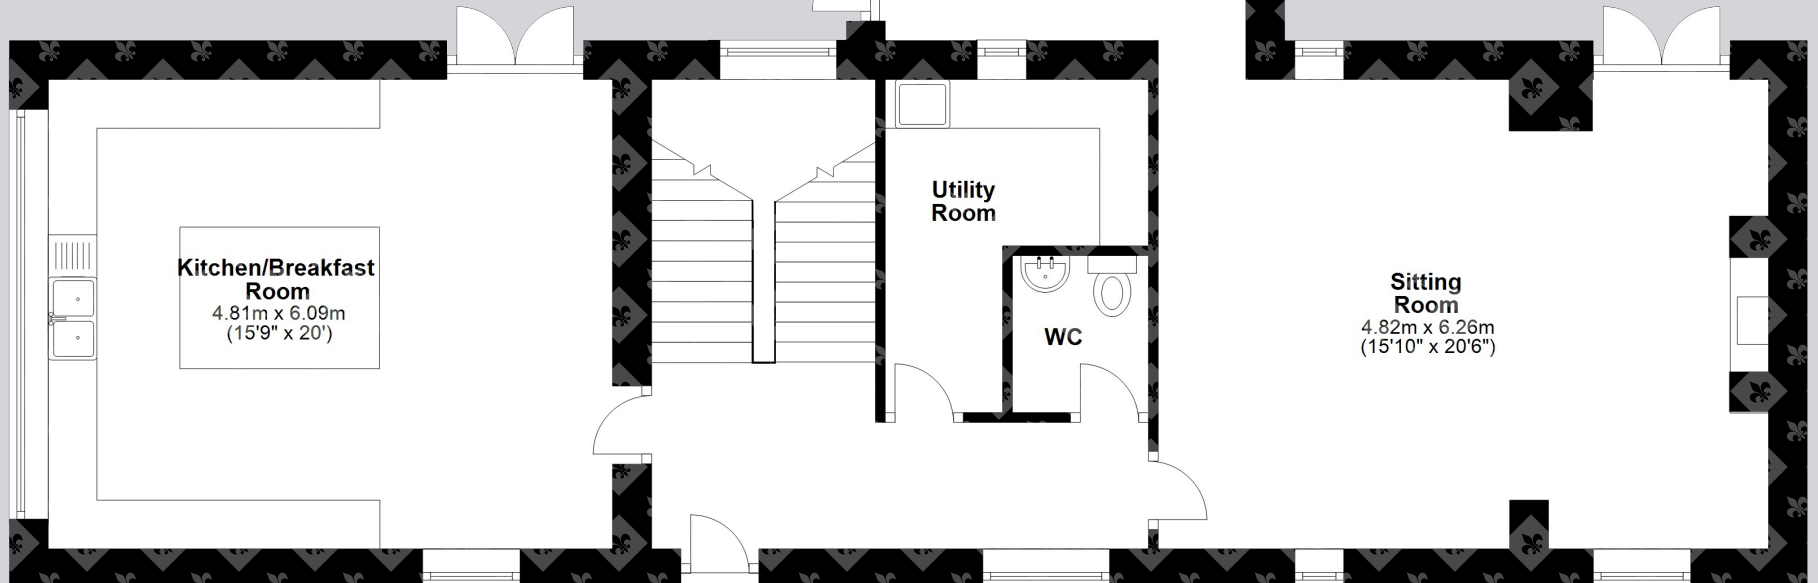 Kitchen/Breakfast
Room
4.81m x 6.09m
(15'9" x 20')
Utility
Room
WC
Sitting
Room
4.82m x 6.26m
(15'10" x 20'6")